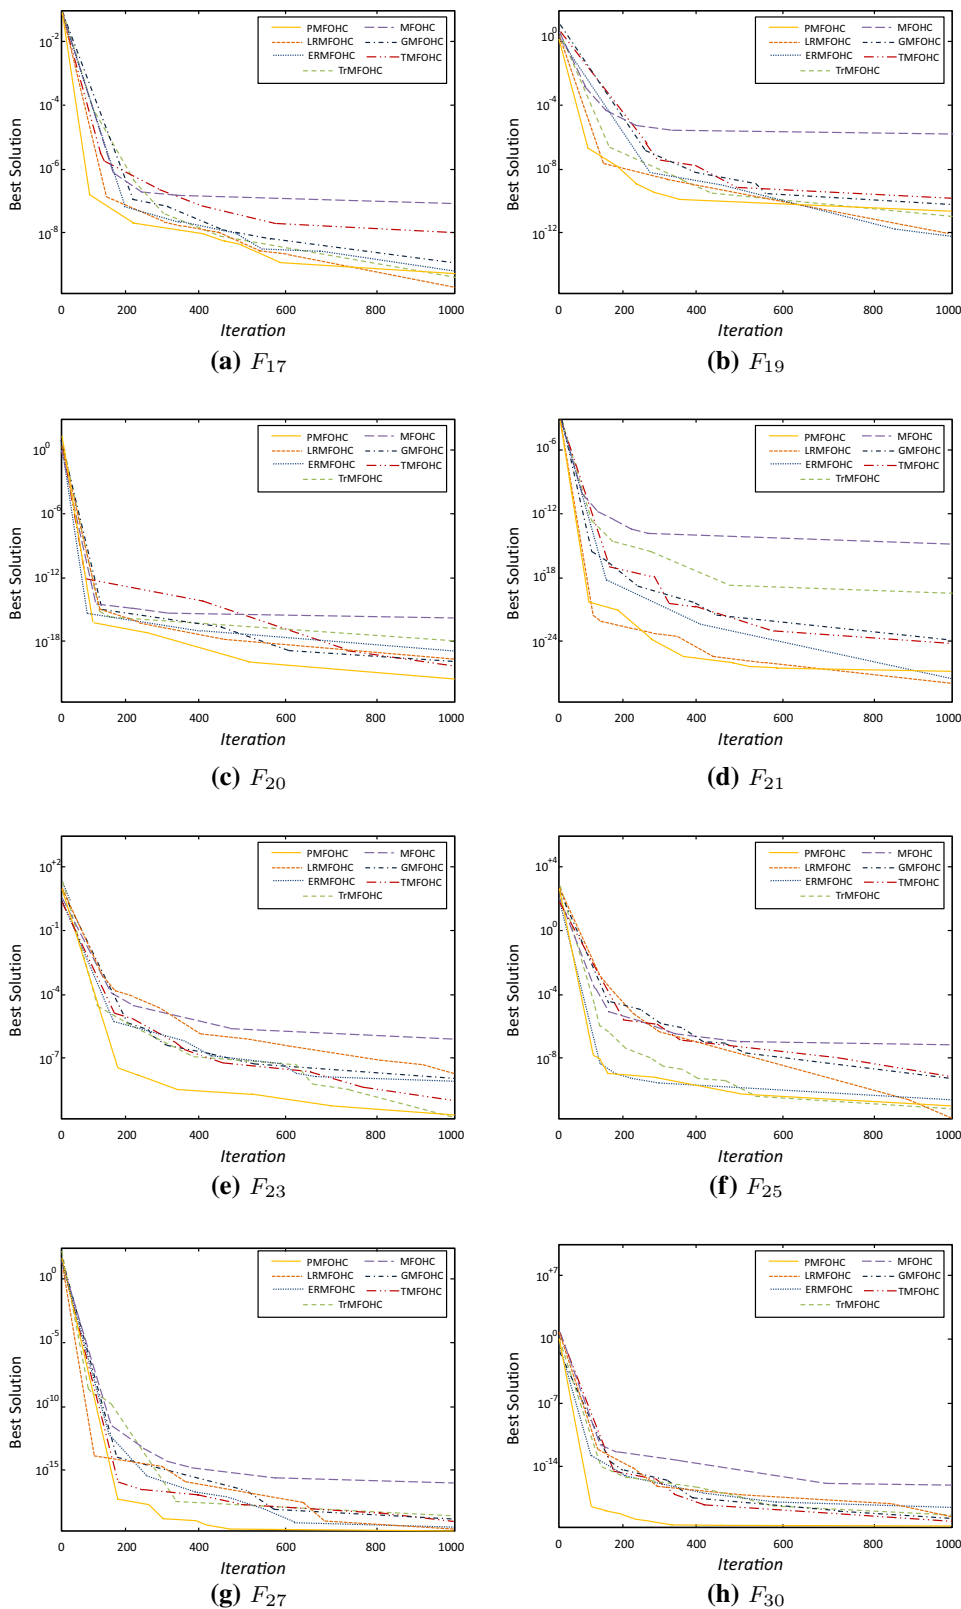 PMFOHC MFOHC
LRMFOHC GMFOHC
ERMFOHC TMFOHC
TrMFOHC
Best Solution
10^-2
10^-4
10^-6
10^-8
0 200 400 600 800 1000
Iteration
(a) F_17
PMFOHC MFOHC
LRMFOHC GMFOHC
ERMFOHC TMFOHC
TrMFOHC
Best Solution
10^0
10^-4
10^-8
10^-12
0 200 400 600 800 1000
Iteration
(b) F_19
PMFOHC MFOHC
LRMFOHC GMFOHC
ERMFOHC TMFOHC
TrMFOHC
Best Solution
10^0
10^-6
10^-12
10^-18
0 200 400 600 800 1000
Iteration
(c) F_20
PMFOHC MFOHC
LRMFOHC GMFOHC
ERMFOHC TMFOHC
TrMFOHC
Best Solution
10^-6
10^-12
10^-18
10^-24
0 200 400 600 800 1000
Iteration
(d) F_21
PMFOHC MFOHC
LRMFOHC GMFOHC
ERMFOHC TMFOHC
TrMFOHC
Best Solution
10^+2
10^-1
10^-4
10^-7
0 200 400 600 800 1000
Iteration
(e) F_23
PMFOHC MFOHC
LRMFOHC GMFOHC
ERMFOHC TMFOHC
TrMFOHC
Best Solution
10^+4
10^0
10^-4
10^-8
0 200 400 600 800 1000
Iteration
(f) F_25
PMFOHC MFOHC
LRMFOHC GMFOHC
ERMFOHC TMFOHC
TrMFOHC
Best Solution
10^0
10^-5
10^-10
10^-15
0 200 400 600 800 1000
Iteration
(g) F_27
PMFOHC MFOHC
LRMFOHC GMFOHC
ERMFOHC TMFOHC
TrMFOHC
Best Solution
10^+7
10^0
10^-7
10^-14
0 200 400 600 800 1000
Iteration
(h) F_30